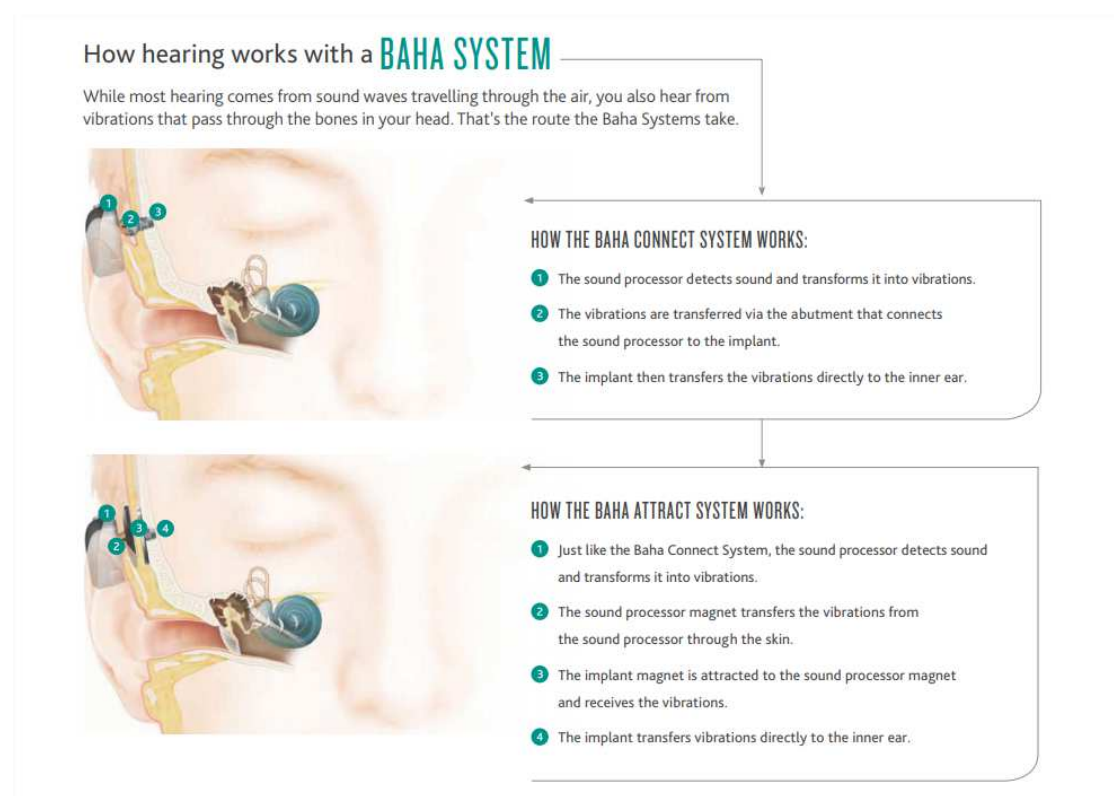 How hearing works with a BAHA SYSTEM
While most hearing comes from sound waves travelling through the air, you also hear from
vibrations that pass through the bones in your head. That's the route the Baha Systems take.
1
2
3
HOW THE BAHA CONNECT SYSTEM WORKS:
1 The sound processor detects sound and transforms it into vibrations.
2 The vibrations are transferred via the abutment that connects
the sound processor to the implant.
3 The implant then transfers the vibrations directly to the inner ear.
1
2
3
4
HOW THE BAHA ATTRACT SYSTEM WORKS:
1 Just like the Baha Connect System, the sound processor detects sound
and transforms it into vibrations.
2 The sound processor magnet transfers the vibrations from
the sound processor through the skin.
3 The implant magnet is attracted to the sound processor magnet
and receives the vibrations.
4 The implant transfers vibrations directly to the inner ear.